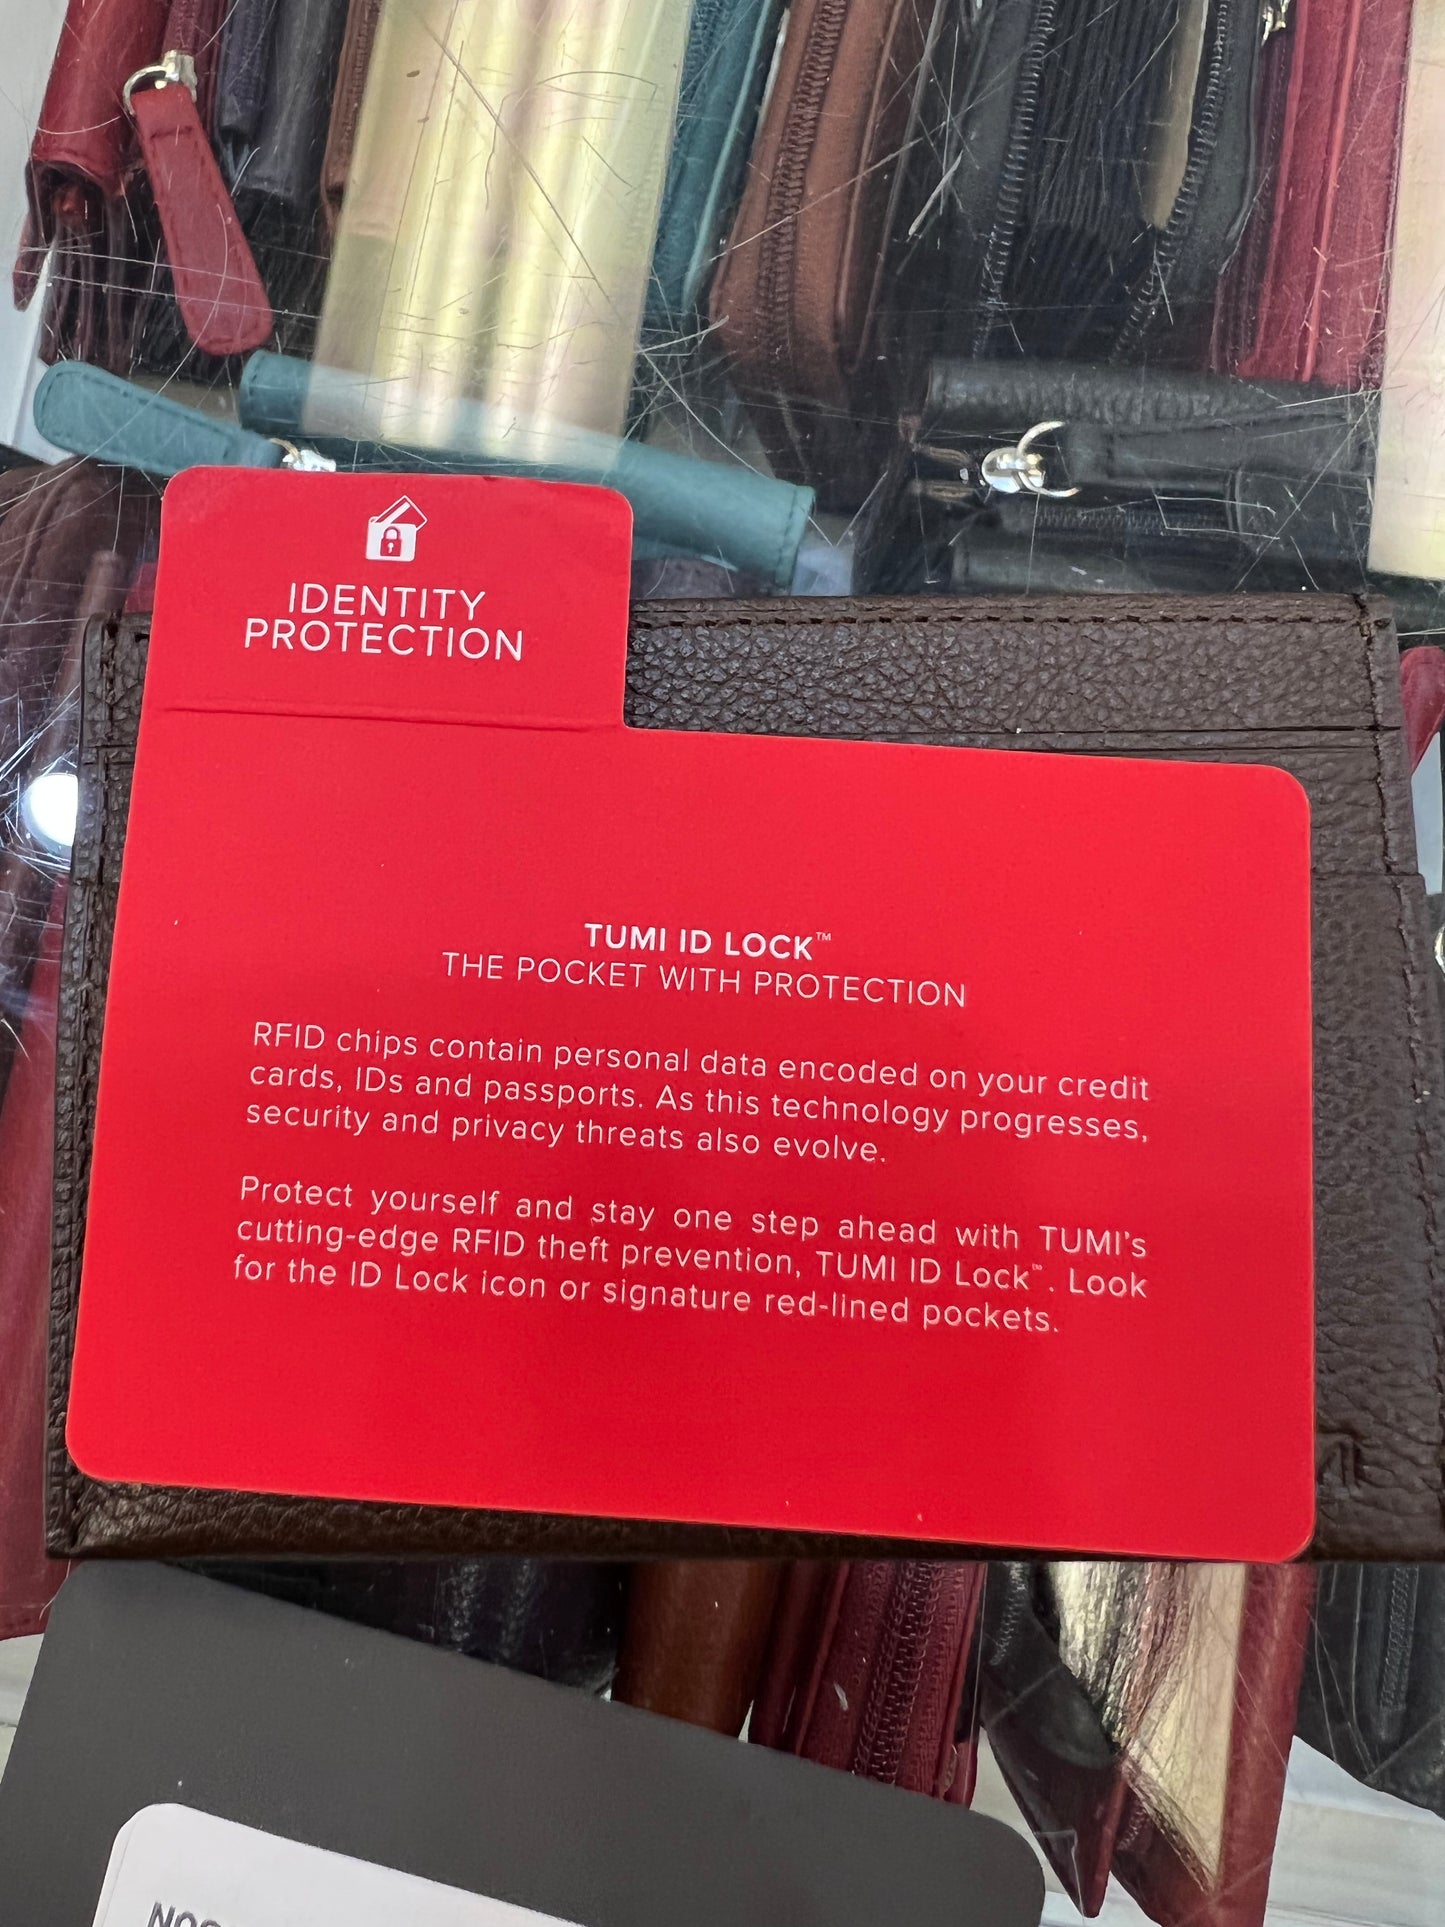 IDENTITY
PROTECTION
TUMI ID LOCK™
THE POCKET WITH PROTECTION
RFID chips contain personal data encoded on your credit
cards, IDs and passports. As this technology progresses,
security and privacy threats also evolve.
Protect yourself and stay one step ahead with TUMI's
cutting-edge RFID theft prevention, TUMI ID Lock™. Look
for the ID Lock icon or signature red-lined pockets.